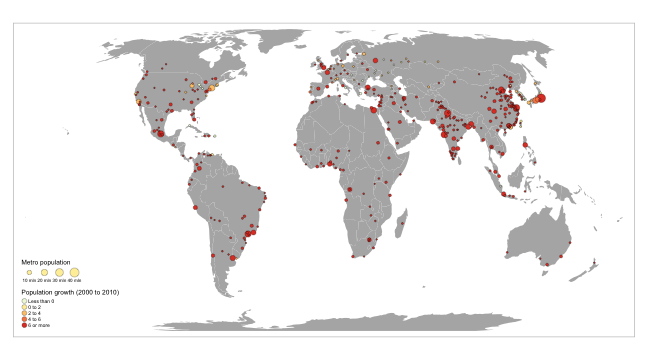 Metro population
10 mln 20 mln 30 mln 40 mln
Population growth (2000 to 2010)
Less than 0
0 to 2
2 to 4
4 to 6
6 or more